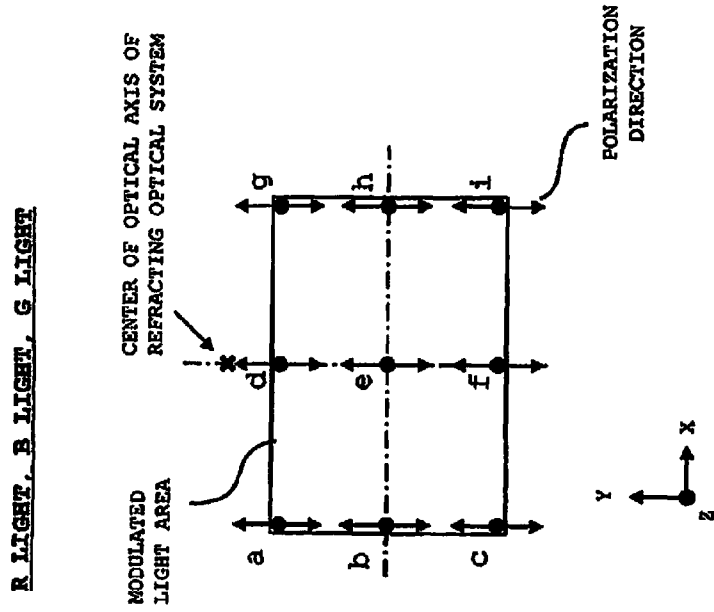 R LIGHT, B LIGHT, G LIGHT
CENTER OF OPTICAL AXIS OF
REFRACTING OPTICAL SYSTEM
MODULATED
LIGHT AREA
a
d
g
b
e
h
c
f
i
POLARIZATION
DIRECTION
Y
X
Z